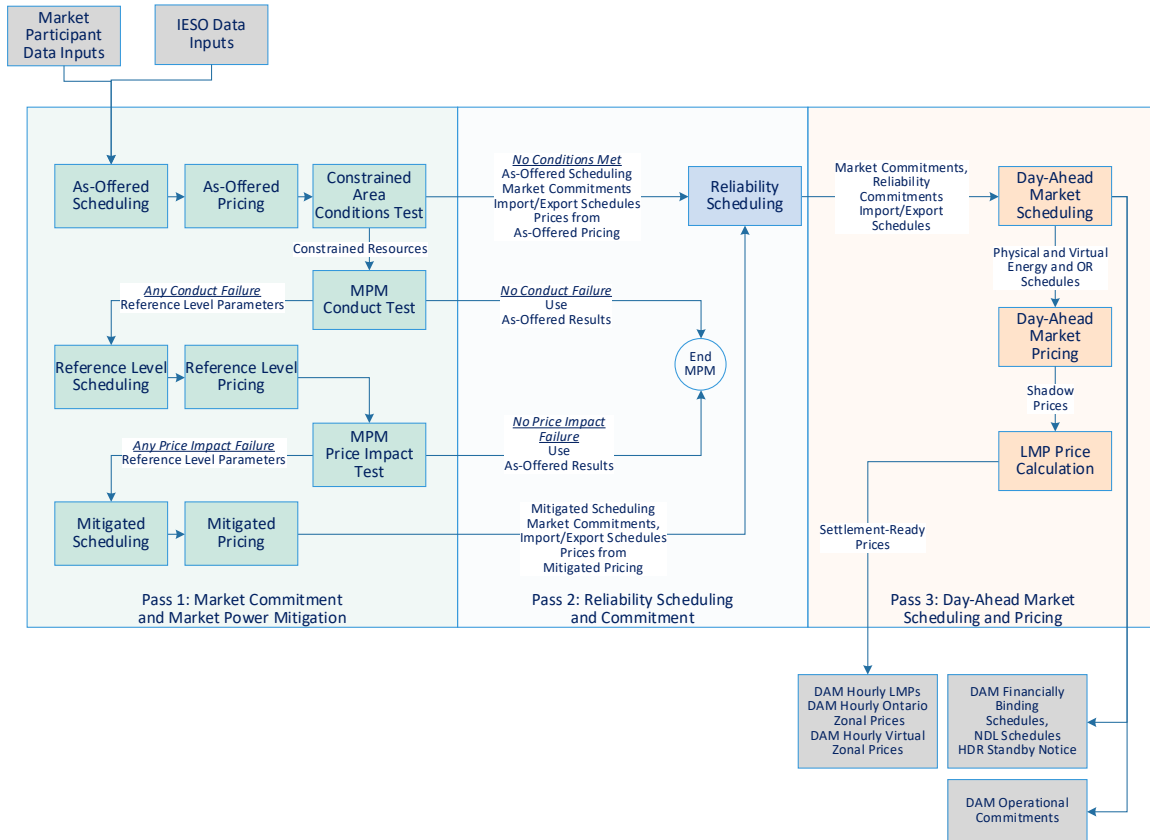 Market
Participant
Data Inputs
IESO Data
Inputs
As-Offered
Scheduling
As-Offered
Pricing
Constrained
Area
Conditions Test
No Conditions Met
As-Offered Scheduling
Market Commitments
Import/Export Schedules
Prices from
As-Offered Pricing
Reliability
Scheduling
Market Commitments,
Reliability
Commitments
Import/Export
Schedules
Day-Ahead
Market
Scheduling
Constrained Resources
Physical and Virtual
Energy and OR
Schedules
Any Conduct Failure
Reference Level Parameters
MPM
Conduct Test
No Conduct Failure
Use
As-Offered Results
Day-Ahead
Market
Pricing
End
MPM
Reference Level
Scheduling
Reference Level
Pricing
Shadow
Prices
Any Price Impact Failure
Reference Level Parameters
MPM
Price Impact
Test
No Price Impact
Failure
Use
As-Offered Results
LMP Price
Calculation
Mitigated
Scheduling
Mitigated
Pricing
Mitigated Scheduling
Market Commitments,
Import/Export Schedules
Prices from
Mitigated Pricing
Settlement-Ready
Prices
Pass 1: Market Commitment
and Market Power Mitigation
Pass 2: Reliability Scheduling
and Commitment
Pass 3: Day-Ahead Market
Scheduling and Pricing
DAM Hourly LMPs
DAM Hourly Ontario
Zonal Prices
DAM Hourly Virtual
Zonal Prices
DAM Financially
Binding
Schedules,
NDL Schedules
HDR Standby Notice
DAM Operational
Commitments